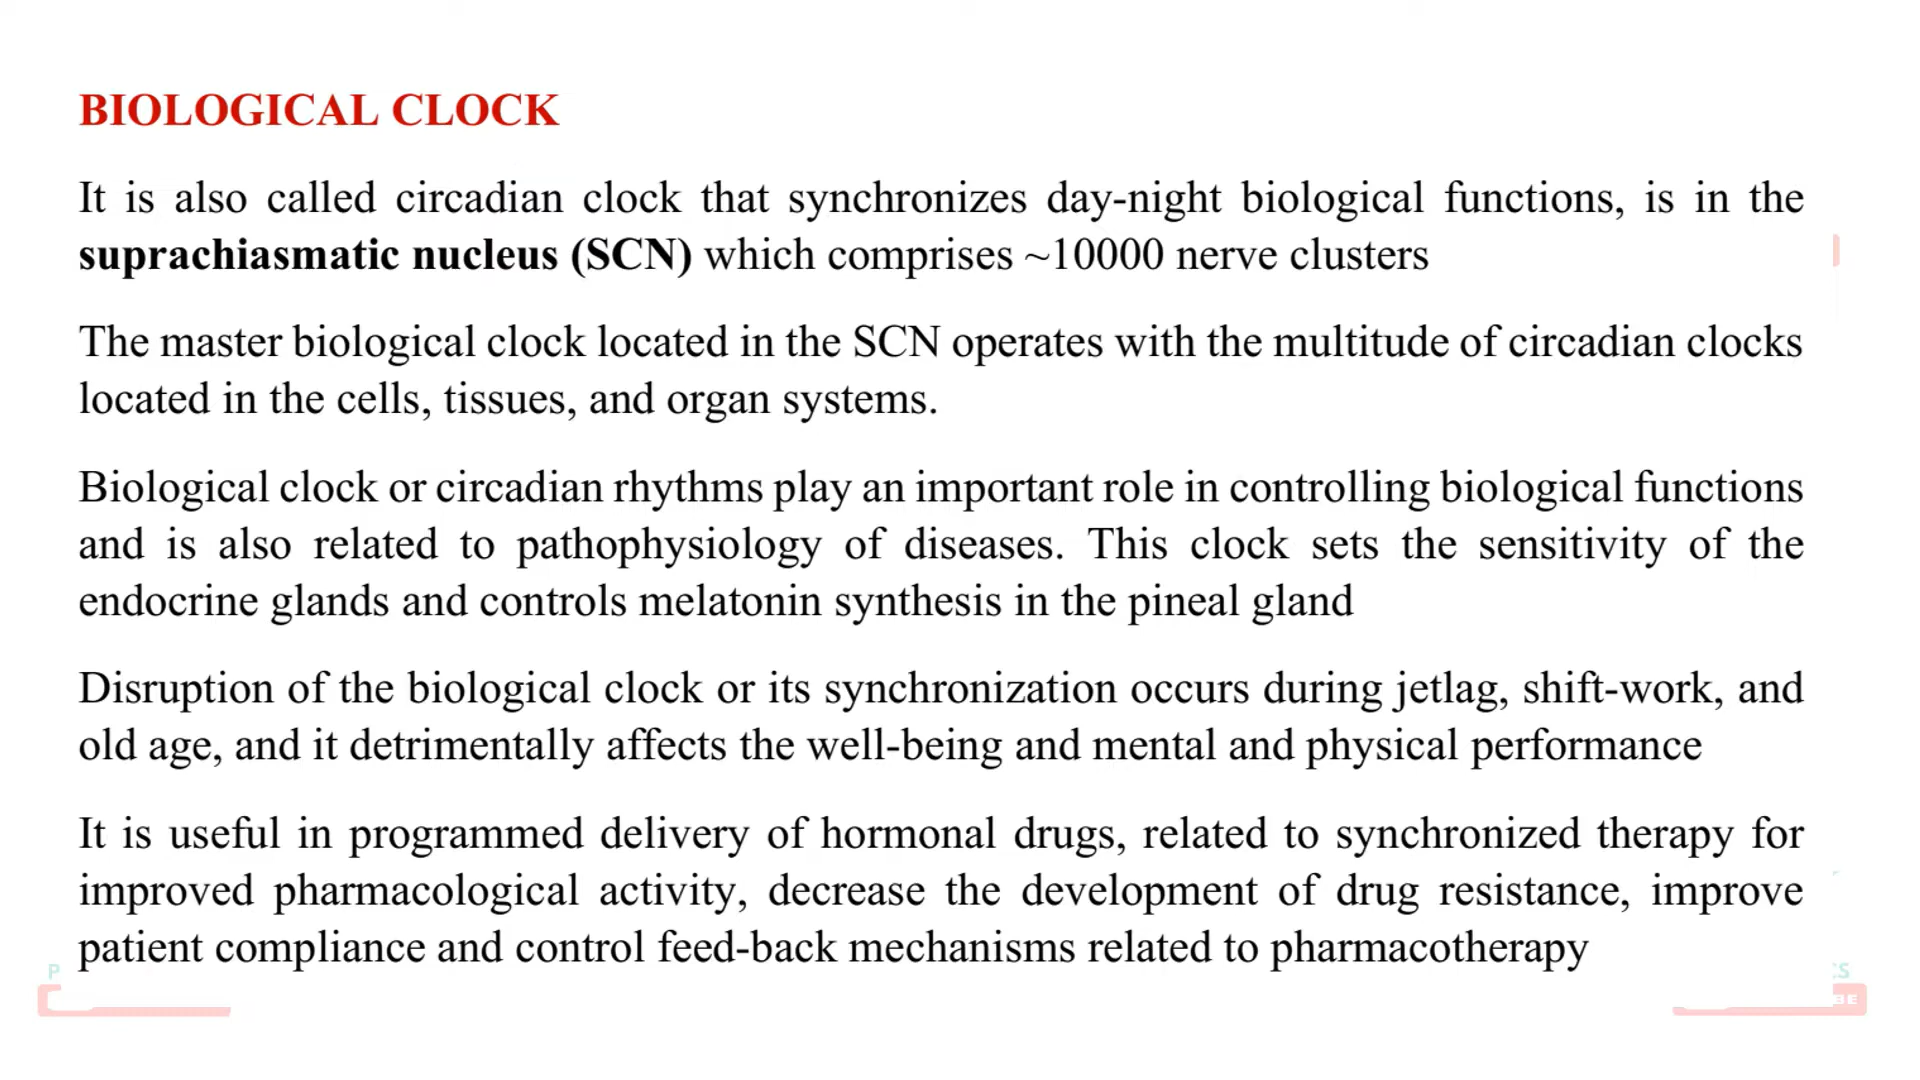 BIOLOGICAL CLOCK
It is also called circadian clock that synchronizes day-night biological functions, is in the
suprachiasmatic nucleus (SCN) which comprises ~10000 nerve clusters
The master biological clock located in the SCN operates with the multitude of circadian clocks
located in the cells, tissues, and organ systems.
Biological clock or circadian rhythms play an important role in controlling biological functions
and is also related to pathophysiology of diseases. This clock sets the sensitivity of the
endocrine glands and controls melatonin synthesis in the pineal gland
Disruption of the biological clock or its synchronization occurs during jetlag, shift-work, and
old age, and it detrimentally affects the well-being and mental and physical performance
It is useful in programmed delivery of hormonal drugs, related to synchronized therapy for
improved pharmacological activity, decrease the development of drug resistance, improve
patient compliance and control feed-back mechanisms related to pharmacotherapy
P
CS
BE